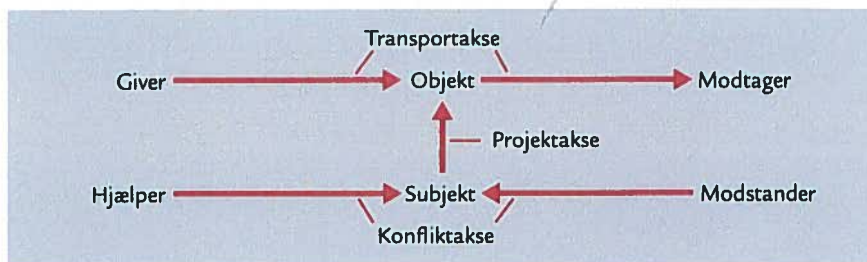 Transportakse
Giver Objekt Modtager
Projektakse
Hjælper Subjekt Modstander
Konfliktakse